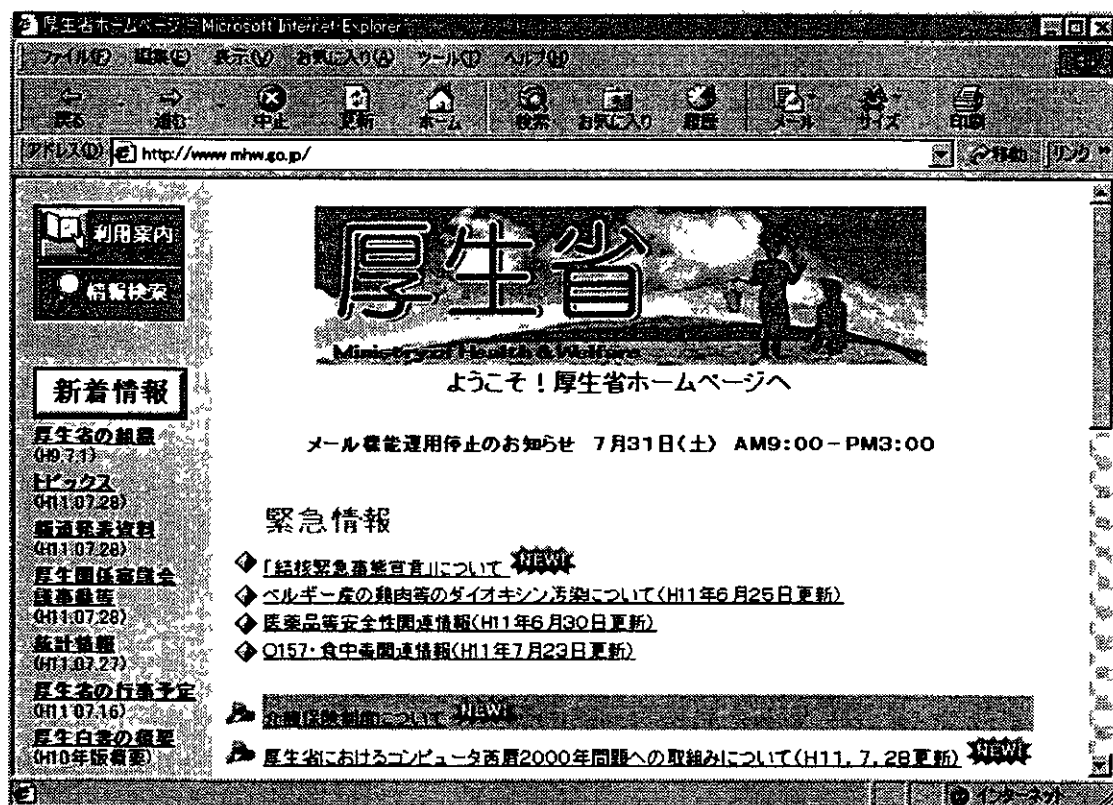 厚生省ホームページ - Microsoft Internet Explorer
ファイル(F) 編集(E) 表示(V) お気に入り(A) ツール(T) ヘルプ(H)
戻る 進む 中止 更新 ホーム 検索 お気に入り 履歴 メール サイズ 印刷
アドレス(D) http://www.mhw.go.jp/ 移動 リンク
利用案内
情報検索
厚生省
Ministry of Health & Welfare
ようこそ！厚生省ホームページへ
メール機能運用停止のお知らせ 7月31日(土) AM9:00-PM3:00
新着情報
厚生省の組織
(H9.7.1)
トピックス
(H11.07.28)
報道発表資料
(H11.07.28)
厚生関係審議会
議事録等
(H11.07.28)
統計情報
(H11.07.27)
厚生省の行事予定
(H11.07.16)
厚生白書の概要
(H10年版概要)
緊急情報
「結核緊急事態宣言」について NEW!
ベルギー産の鶏肉等のダイオキシン汚染について(H11年6月25日更新)
医薬品等安全性関連情報(H11年6月30日更新)
O157・食中毒関連情報(H11年7月23日更新)
介護保険制度について NEW!
厚生省におけるコンピュータ西暦2000年問題への取組みについて(H11.7.28更新) NEW!
インターネット